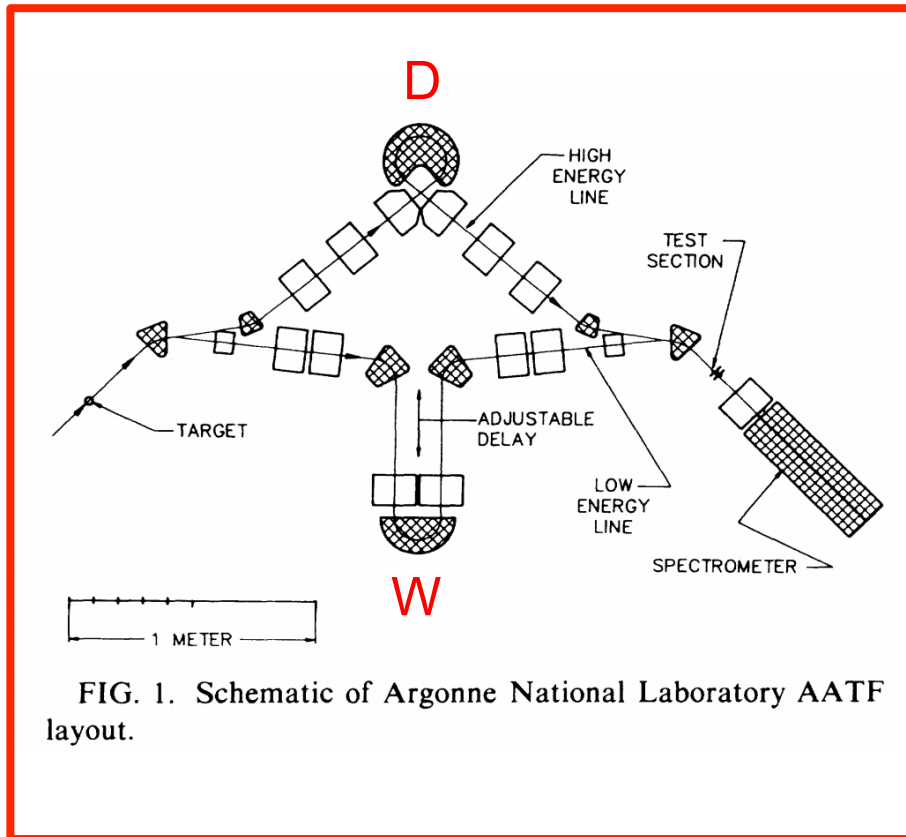 D
HIGH
ENERGY
LINE
TEST
SECTION
TARGET
ADJUSTABLE
DELAY
LOW
ENERGY
LINE
SPECTROMETER
W
1 METER
FIG. 1. Schematic of Argonne National Laboratory AATF
layout.